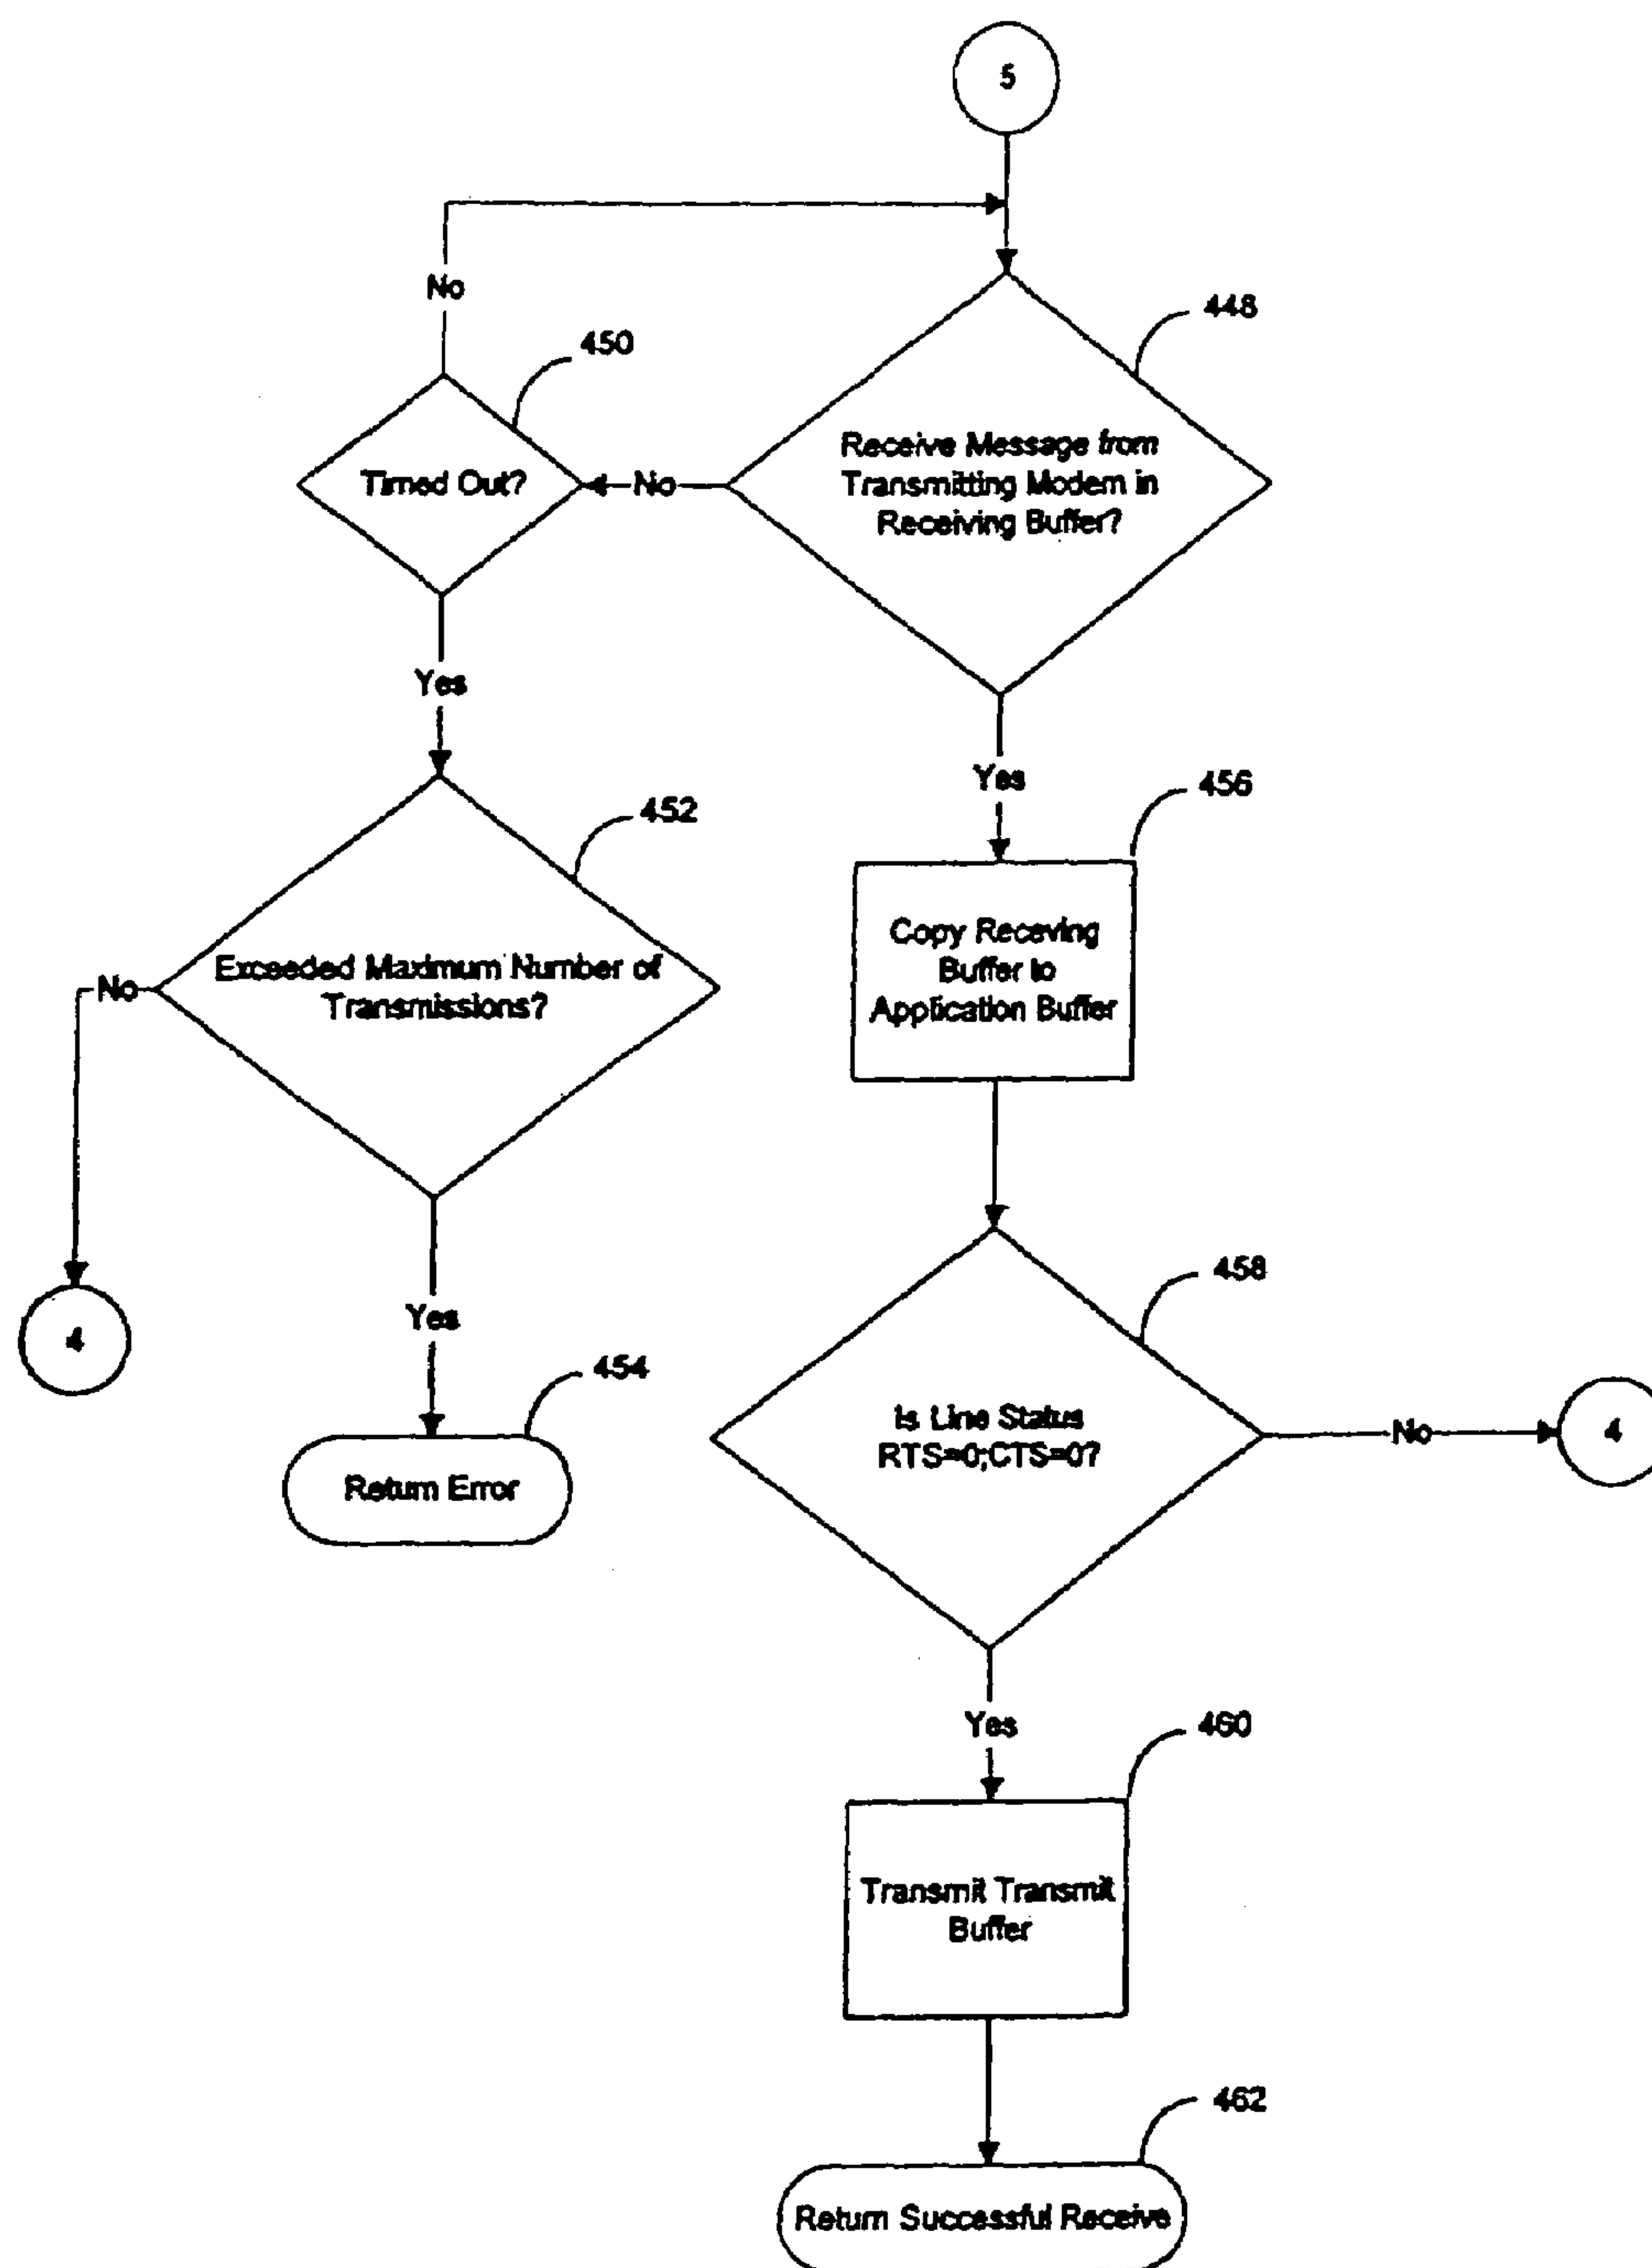 5
No
448
450
Receive Message from
Transmitting Modem in
Receiving Buffer?
Timed Out?
No
Yes
Yes
456
452
Copy Receving
Buffer to
Application Buffer
Exceeded Maximum Number of
Transmissions?
No
458
4
Yes
454
Is Line Status
RTS=0;CTS=0?
No
4
Return Error
Yes
460
Transmit Transmit
Buffer
462
Return Successful Receive